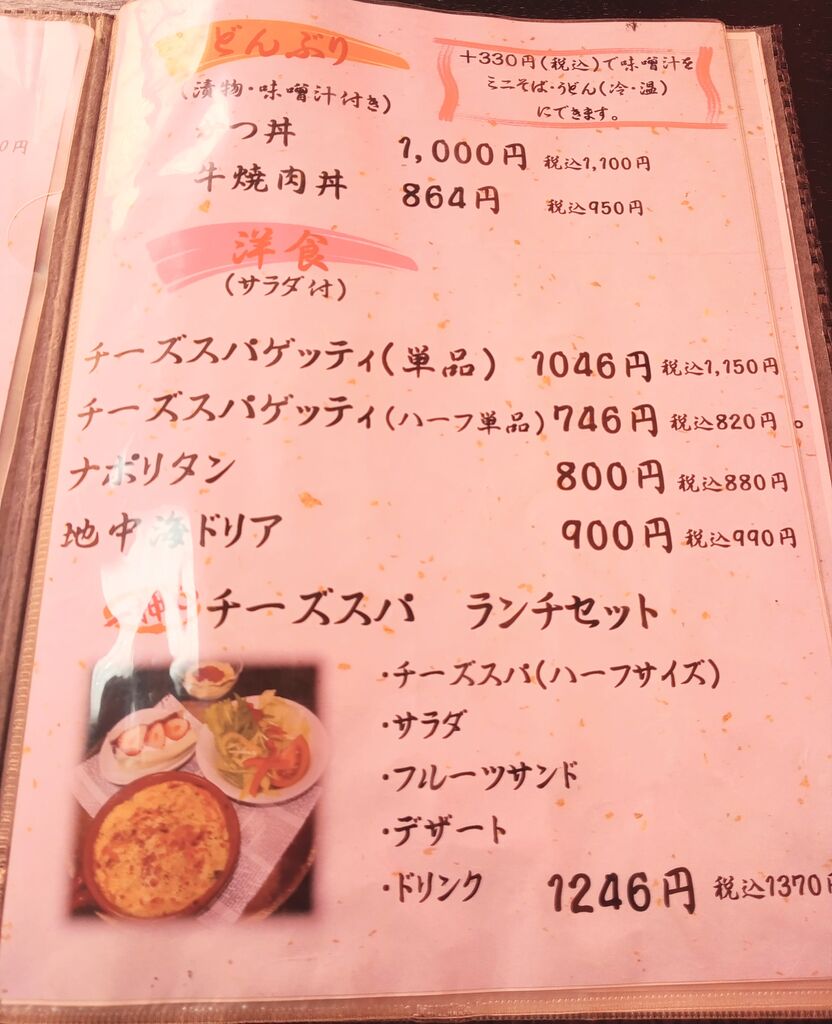 どんぶり
(漬物・味噌汁付き)
+330円(税込)で味噌汁を
ミニそば・うどん(冷・温)
にできます。
つ丼 1,000円 税込1,100円
牛焼肉丼 864円 税込950円
洋食
(サラダ付)
チーズスパゲッティ(単品) 1046円 税込1,150円
チーズスパゲッティ(ハーフ単品) 746円 税込820円 。
ナポリタン 800円 税込880円
地中海ドリア 900円 税込990円
チーズスパ ランチセット
・チーズスパ(ハーフサイズ)
・サラダ
・フルーツサンド
・デザート
・ドリンク 1246円 税込1370円
0円